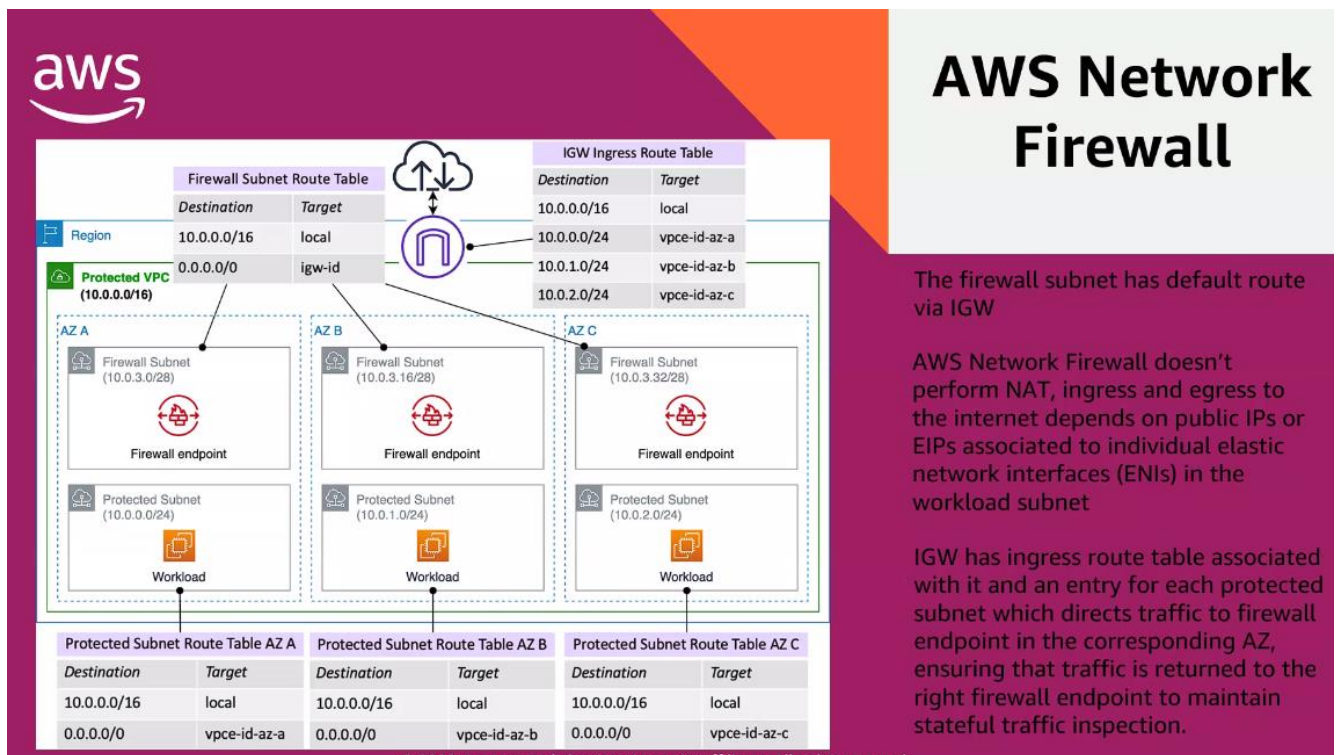 aws
AWS Network
Firewall
Firewall Subnet Route Table
Destination Target
10.0.0.0/16 local
0.0.0.0/0 igw-id
IGW Ingress Route Table
Destination Target
10.0.0.0/16 local
10.0.0.0/24 vpce-id-az-a
10.0.1.0/24 vpce-id-az-b
10.0.2.0/24 vpce-id-az-c
Region
Protected VPC
(10.0.0.0/16)
AZ A
Firewall Subnet
(10.0.3.0/28)
Firewall endpoint
Protected Subnet
(10.0.0.0/24)
Workload
AZ B
Firewall Subnet
(10.0.3.16/28)
Firewall endpoint
Protected Subnet
(10.0.1.0/24)
Workload
AZ C
Firewall Subnet
(10.0.3.32/28)
Firewall endpoint
Protected Subnet
(10.0.2.0/24)
Workload
Protected Subnet Route Table AZ A
Destination Target
10.0.0.0/16 local
0.0.0.0/0 vpce-id-az-a
Protected Subnet Route Table AZ B
Destination Target
10.0.0.0/16 local
0.0.0.0/0 vpce-id-az-b
Protected Subnet Route Table AZ C
Destination Target
10.0.0.0/16 local
0.0.0.0/0 vpce-id-az-c
The firewall subnet has default route
via IGW
AWS Network Firewall doesn't
perform NAT, ingress and egress to
the internet depends on public IPs or
EIPs associated to individual elastic
network interfaces (ENIs) in the
workload subnet
IGW has ingress route table associated
with it and an entry for each protected
subnet which directs traffic to firewall
endpoint in the corresponding AZ,
ensuring that traffic is returned to the
right firewall endpoint to maintain
stateful traffic inspection.